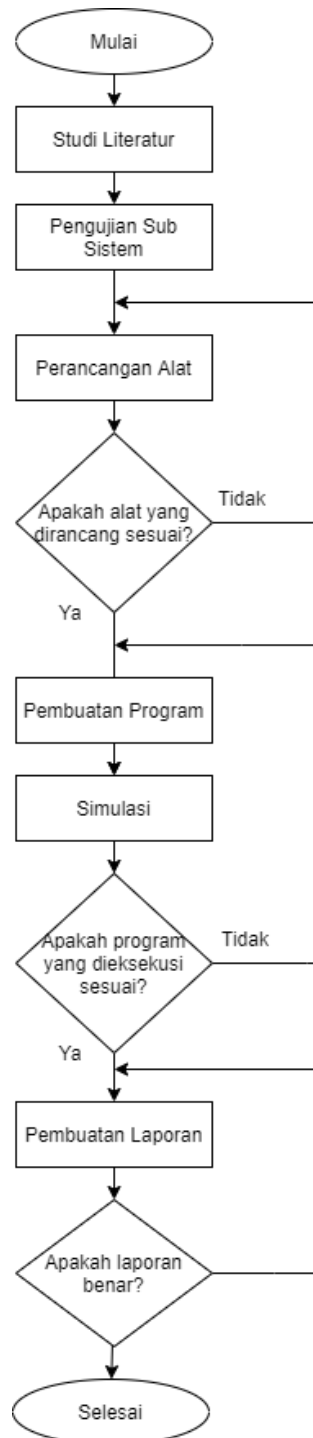 Mulai
Studi Literatur
Pengujian Sub
Sistem
Perancangan Alat
Apakah alat yang
dirancang sesuai?
Tidak
Ya
Pembuatan Program
Simulasi
Apakah program
yang dieksekusi
sesuai?
Tidak
Ya
Pembuatan Laporan
Apakah laporan
benar?
Selesai